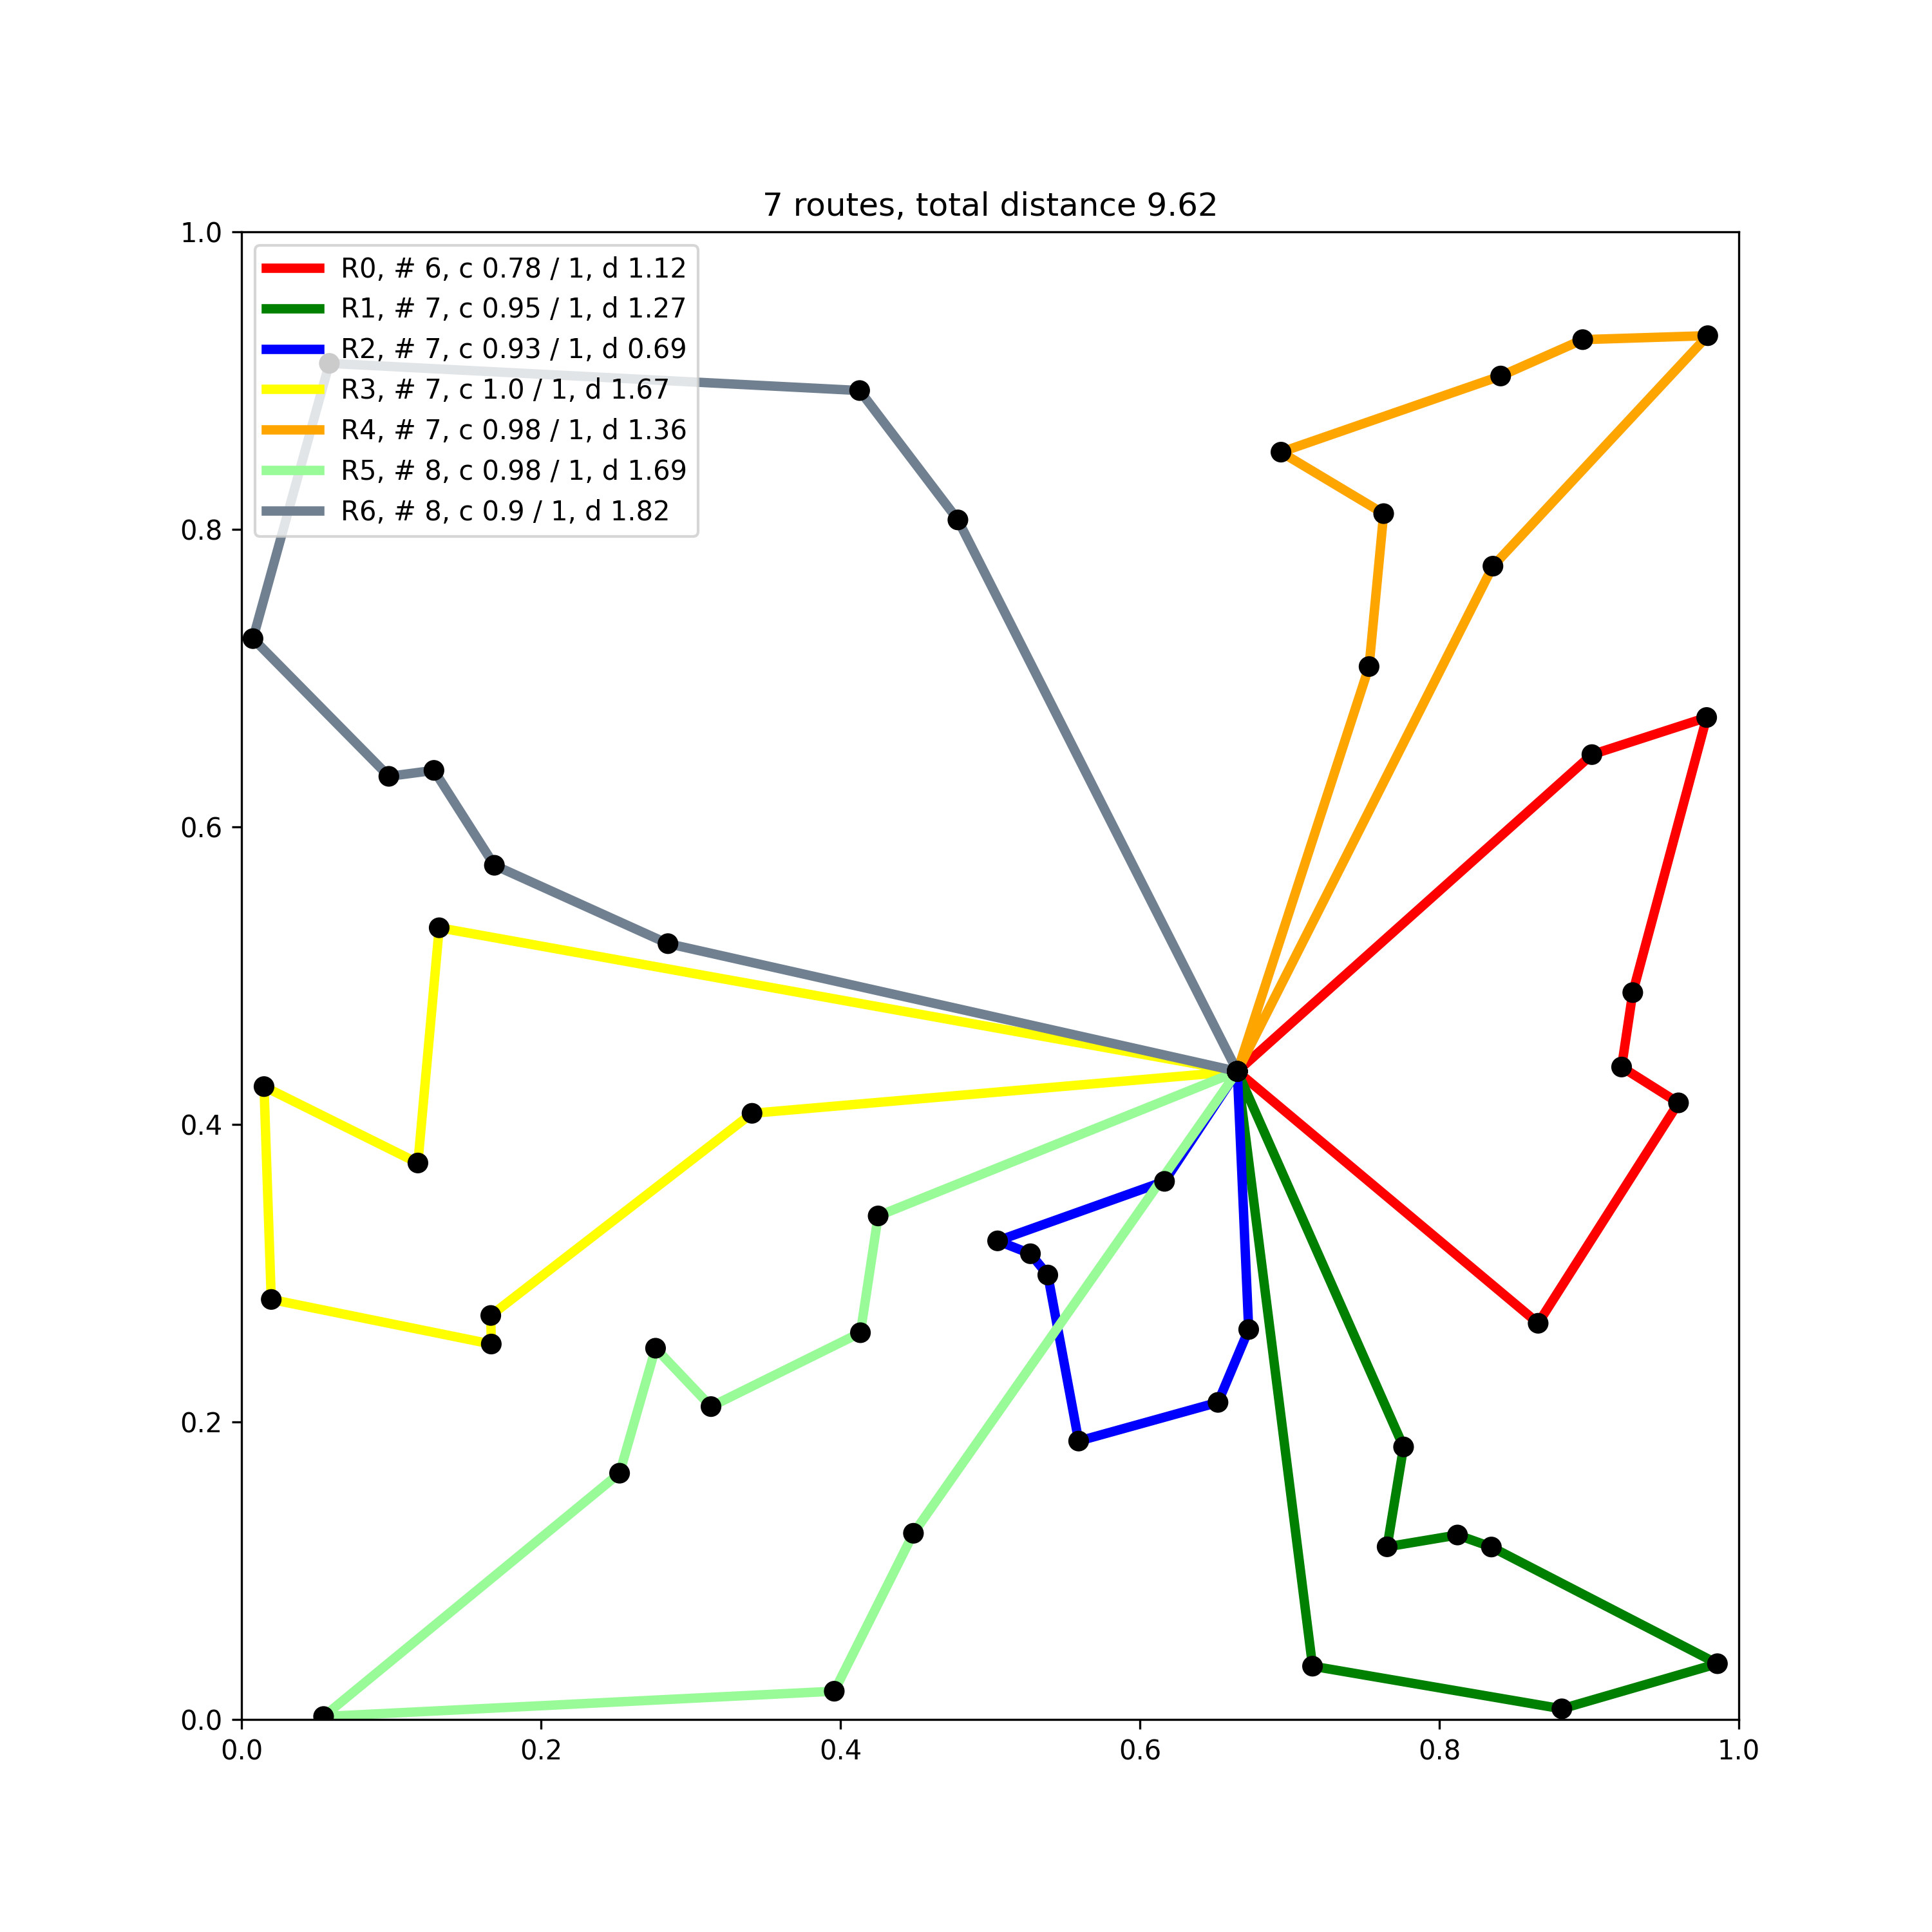 7 routes, total distance 9.62
1.0
R0, # 6, c 0.78 / 1, d 1.12
R1, # 7, c 0.95 / 1, d 1.27
R2, # 7, c 0.93 / 1, d 0.69
R3, # 7, c 1.0 / 1, d 1.67
R4, # 7, c 0.98 / 1, d 1.36
R5, # 8, c 0.98 / 1, d 1.69
R6, # 8, c 0.9 / 1, d 1.82
0.8
0.6
0.4
0.2
0.0
0.0 0.2 0.4 0.6 0.8 1.0